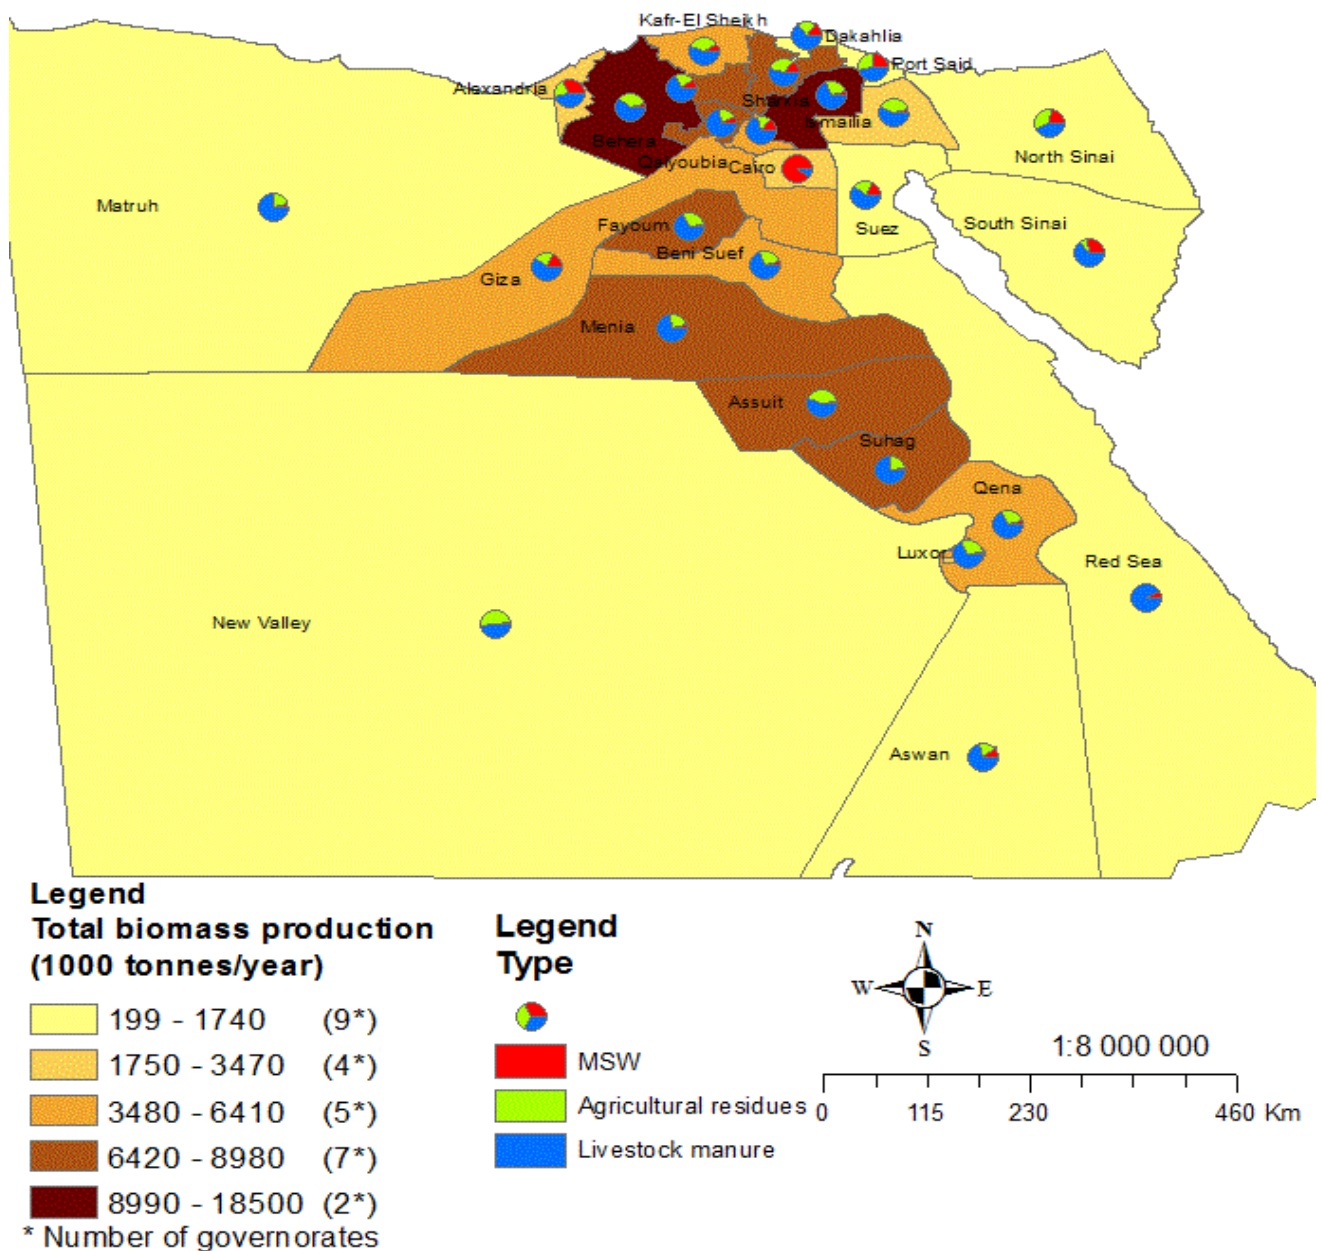 Kafr-El Sheikh
Dakahlia
Port Said
Alexandria
Sharkia
Ismailia
Behera
Qalyoubia
Cairo
North Sinai
Matruh
South Sinai
Fayoum
Suez
Beni Suef
Giza
Menia
Assuit
Suhag
Qena
Luxor
Red Sea
New Valley
Aswan
Legend
Total biomass production
(1000 tonnes/year)
199 - 1740 (9*)
1750 - 3470 (4*)
3480 - 6410 (5*)
6420 - 8980 (7*)
8990 - 18500 (2*)
* Number of governorates
Legend
Type
MSW
Agricultural residues
Livestock manure
N
W E
S
1:8 000 000
0 115 230 460 Km